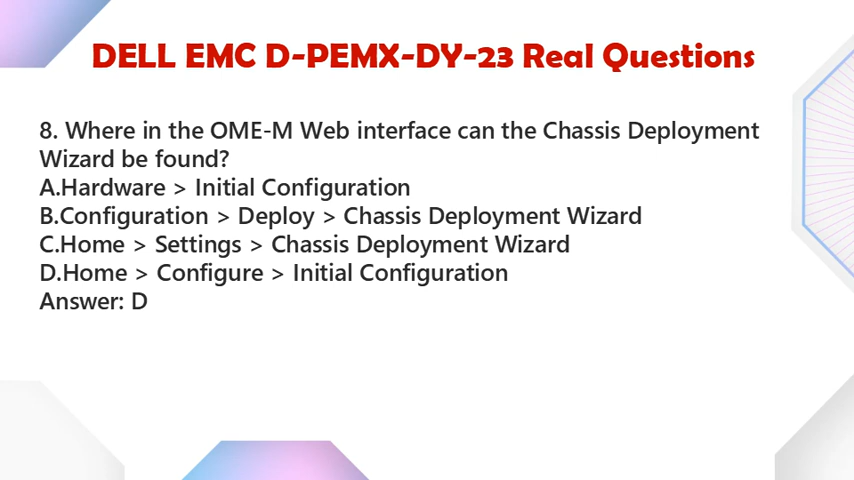 DELL EMC D-PEMX-DY-23 Real Questions
8. Where in the OME-M Web interface can the Chassis Deployment
Wizard be found?
A.Hardware > Initial Configuration
B.Configuration > Deploy > Chassis Deployment Wizard
C.Home > Settings > Chassis Deployment Wizard
D.Home > Configure > Initial Configuration
Answer: D